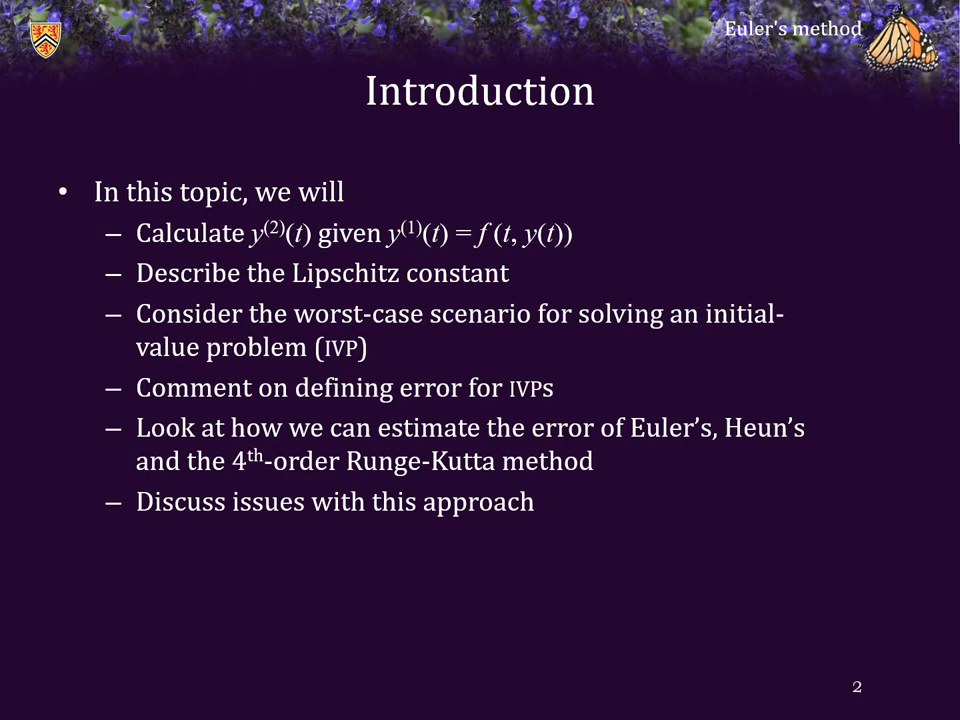 Euler's method
Introduction
• In this topic, we will
– Calculate y⁽²⁾(t) given y⁽¹⁾(t) = f (t, y(t))
– Describe the Lipschitz constant
– Consider the worst-case scenario for solving an initial-
value problem (IVP)
– Comment on defining error for IVPs
– Look at how we can estimate the error of Euler’s, Heun’s
and the 4ᵗʰ-order Runge-Kutta method
– Discuss issues with this approach
2